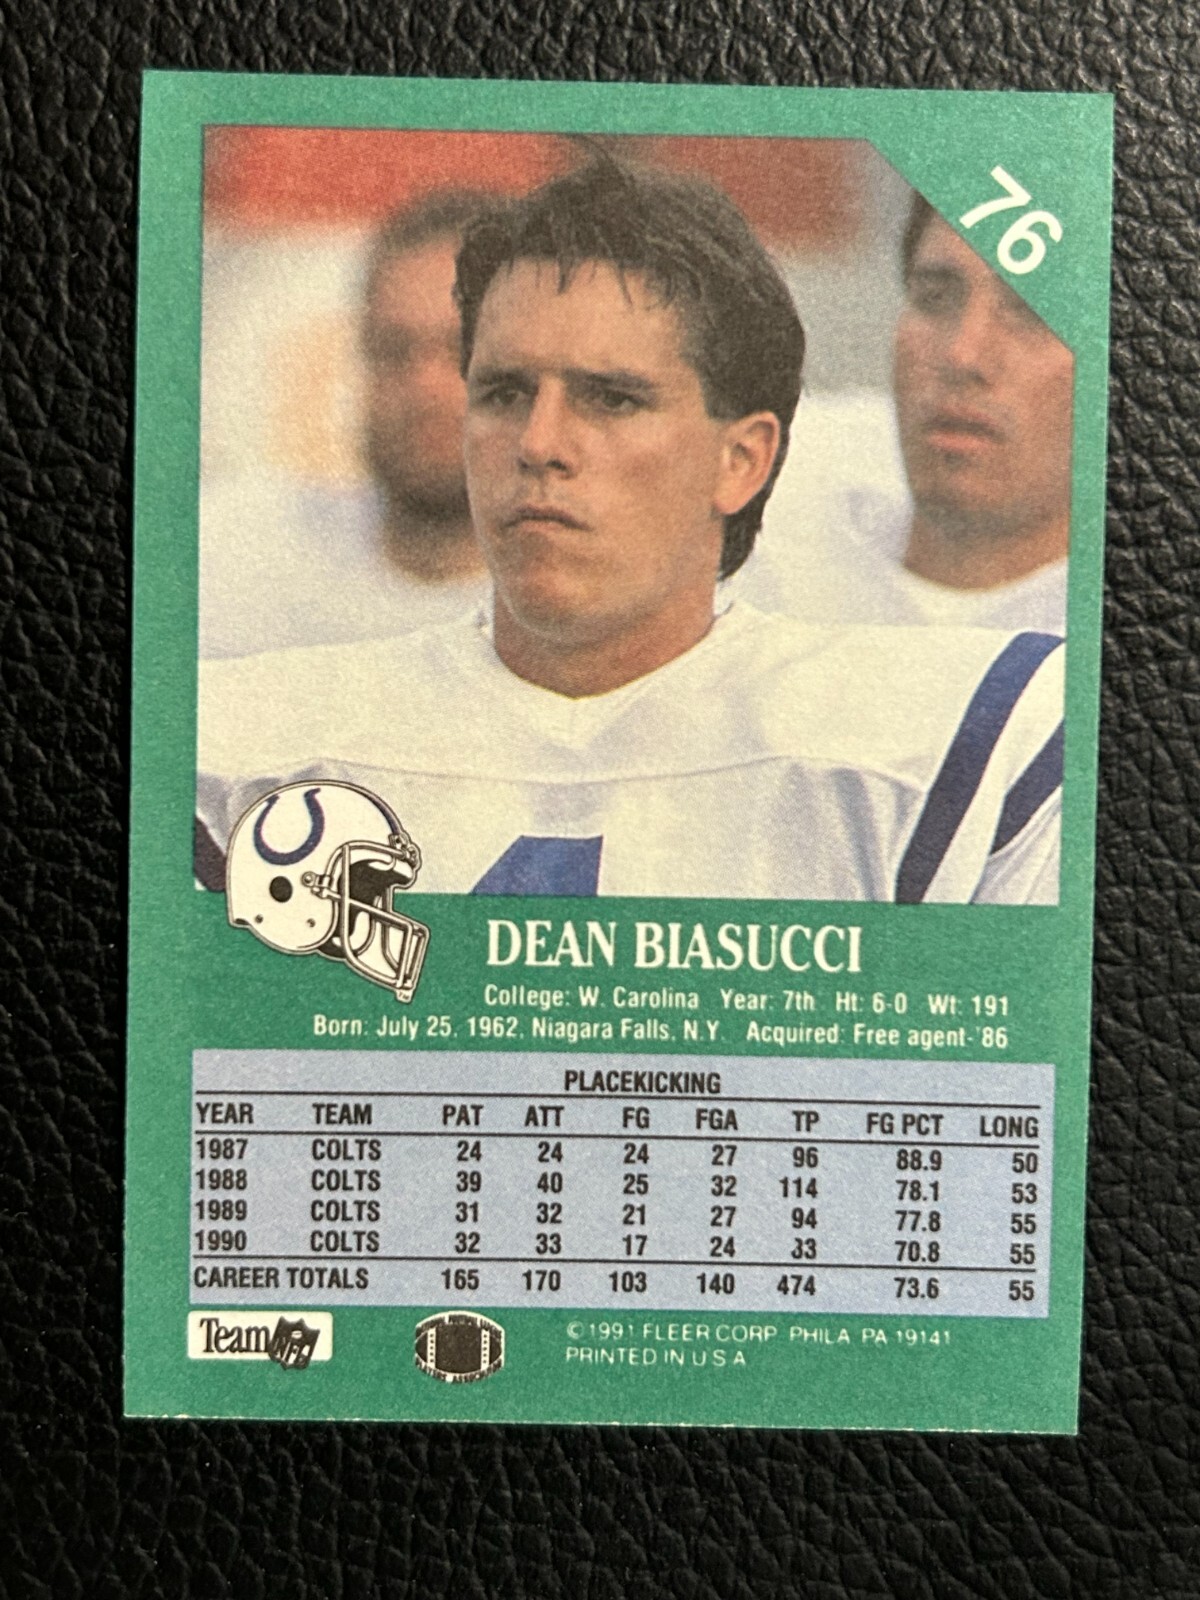 76
DEAN BIASUCCI
College: W. Carolina Year: 7th Ht: 6-0 Wt: 191
Born: July 25, 1962, Niagara Falls, N.Y. Acquired: Free agent-'86
PLACEKICKING
YEAR TEAM PAT ATT FG FGA TP FG PCT LONG
1987 COLTS 24 24 24 27 96 88.9 50
1988 COLTS 39 40 25 32 114 78.1 53
1989 COLTS 31 32 21 27 94 77.8 55
1990 COLTS 32 33 17 24 33 70.8 55
CAREER TOTALS 165 170 103 140 474 73.6 55
Team NFL
©1991 FLEER CORP. PHILA. PA 19141
PRINTED IN U S A